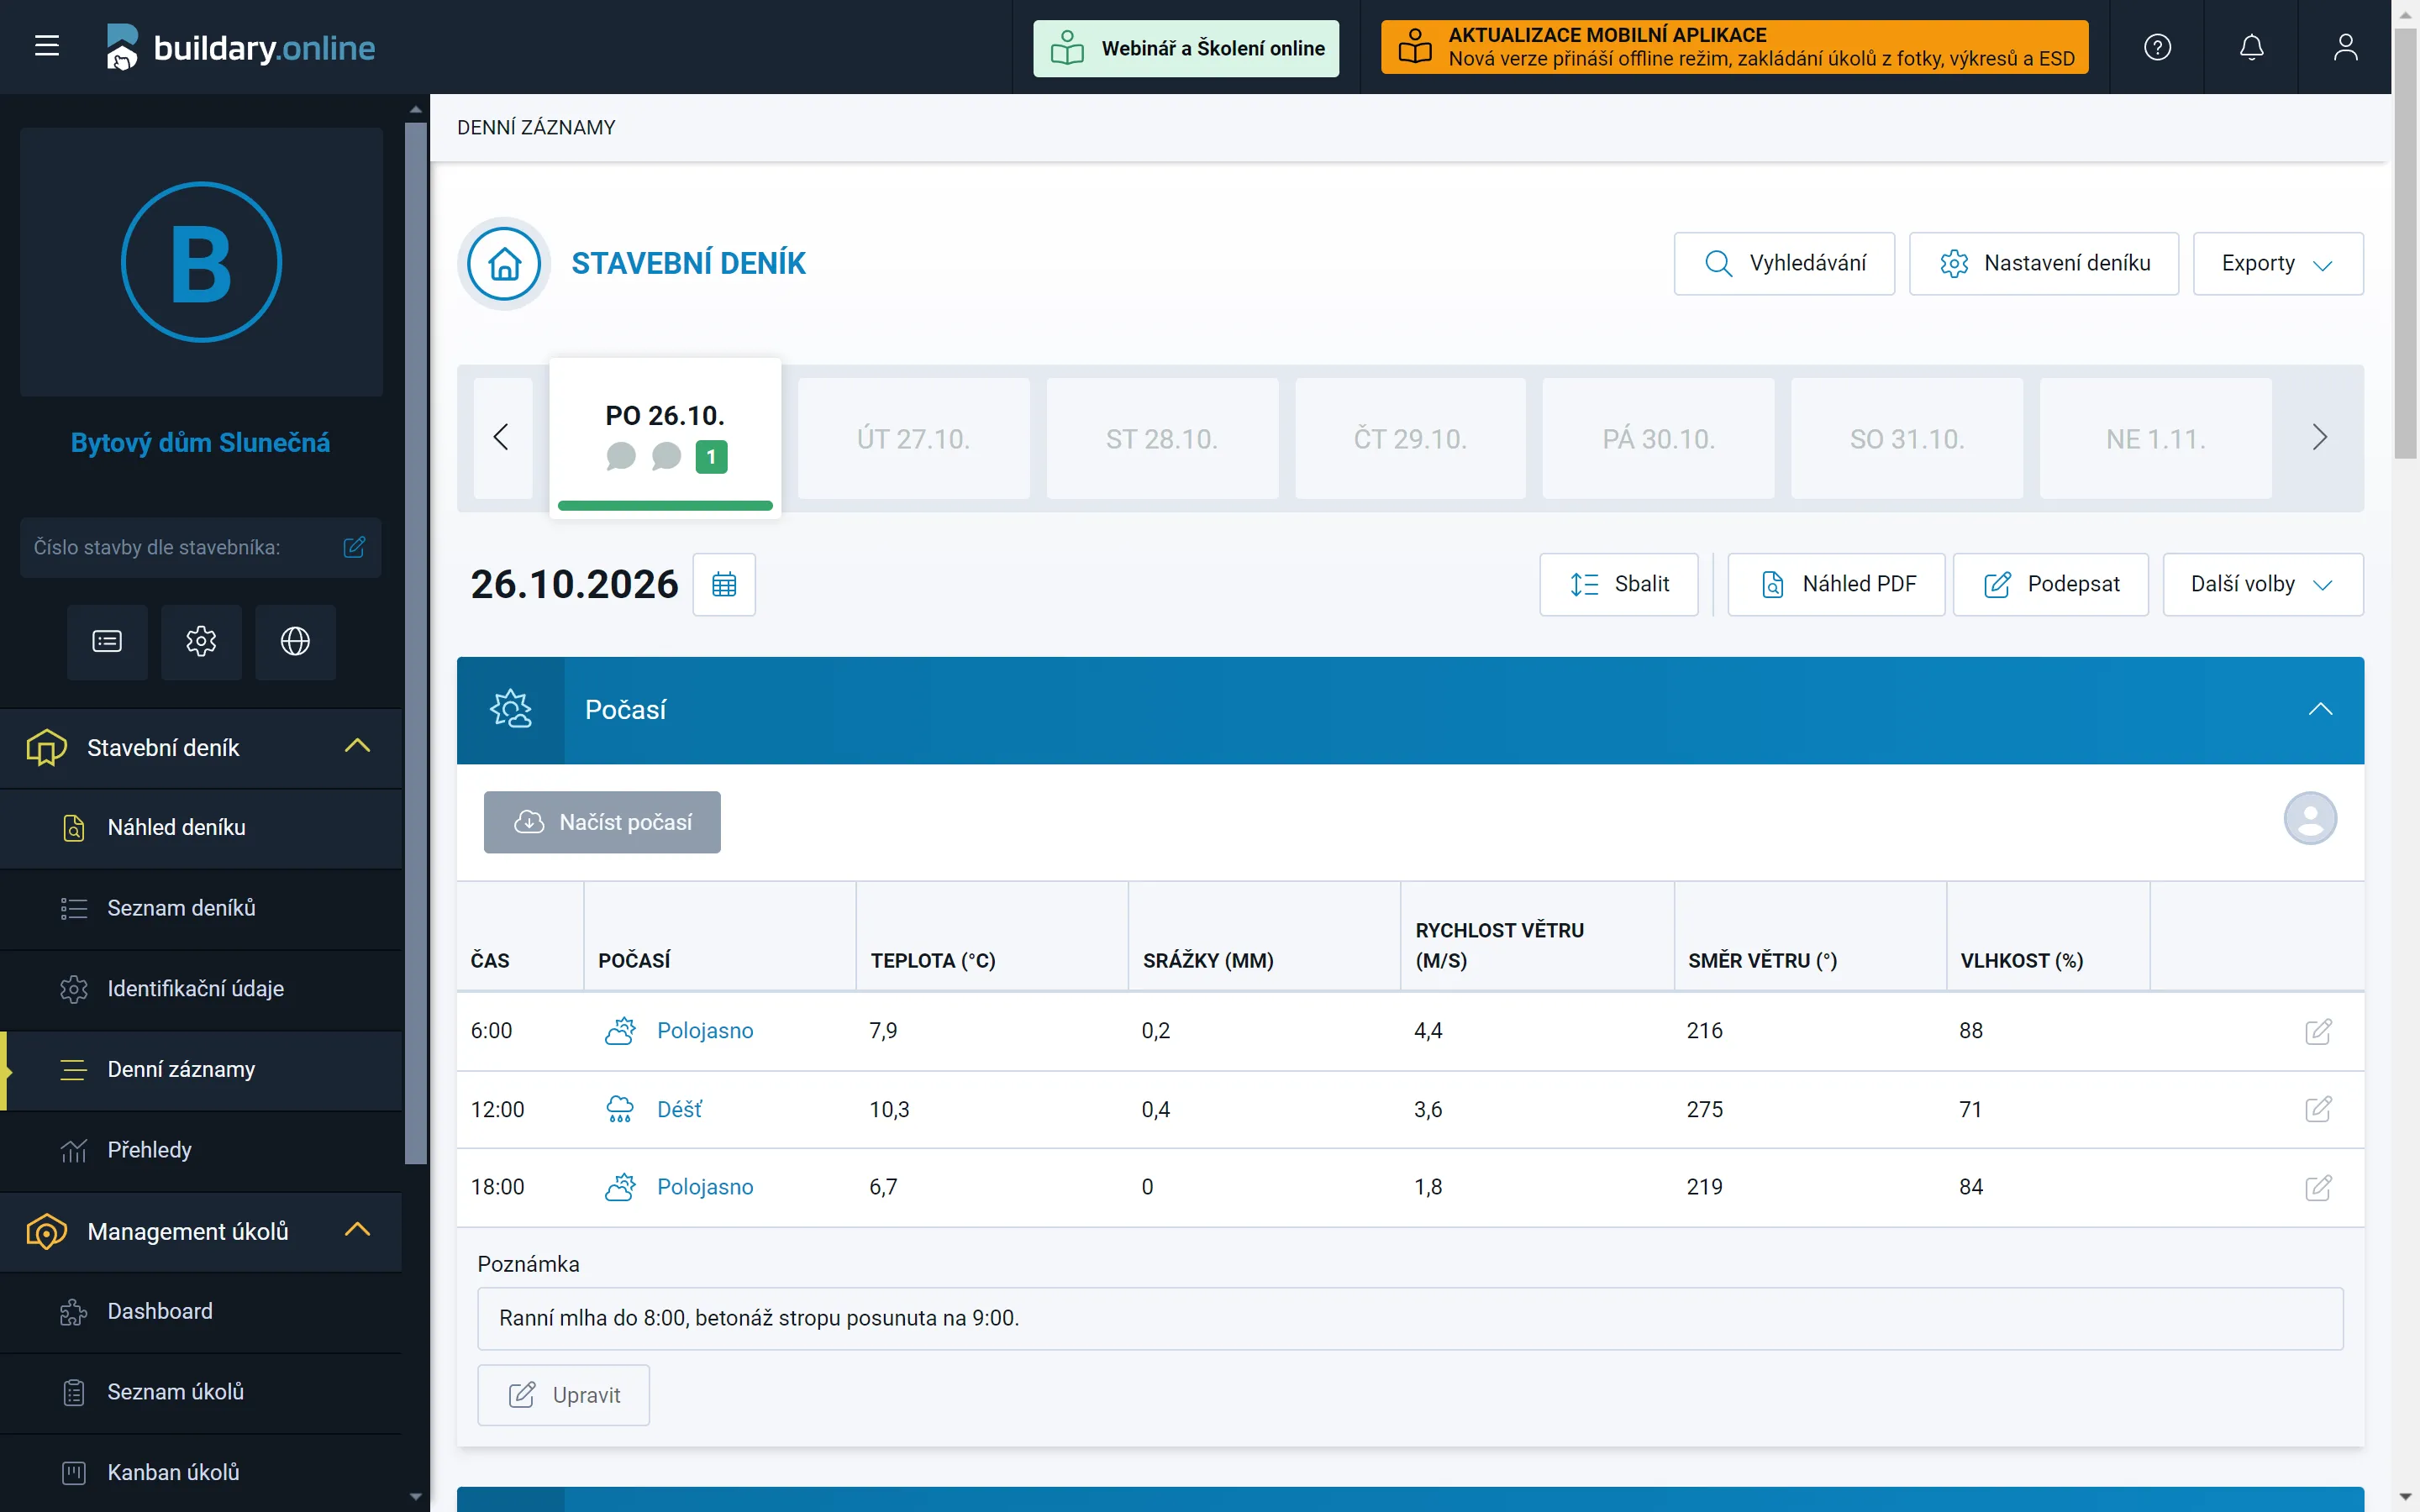 buildary.online
Webinář a Školení online
AKTUALIZACE MOBILNÍ APLIKACE
Nová verze přináší offline režim, zakládání úkolů z fotky, výkresů a ESD
B
Bytový dům Slunečná
Číslo stavby dle stavebníka:
Stavební deník
Náhled deníku
Seznam deníků
Identifikační údaje
Denní záznamy
Přehledy
Management úkolů
Dashboard
Seznam úkolů
Kanban úkolů
DENNÍ ZÁZNAMY
STAVEBNÍ DENÍK
Vyhledávání
Nastavení deníku
Exporty
PO 26.10.
1
ÚT 27.10.
ST 28.10.
ČT 29.10.
PÁ 30.10.
SO 31.10.
NE 1.11.
26.10.2026
Sbalit
Náhled PDF
Podepsat
Další volby
Počasí
Načíst počasí
ČAS POČASÍ TEPLOTA (°C) SRÁŽKY (MM) RYCHLOST VĚTRU (M/S) SMĚR VĚTRU (°) VLHKOST (%)
6:00 Polojasno 7,9 0,2 4,4 216 88
12:00 Déšť 10,3 0,4 3,6 275 71
18:00 Polojasno 6,7 0 1,8 219 84
Poznámka
Ranní mlha do 8:00, betonáž stropu posunuta na 9:00.
Upravit